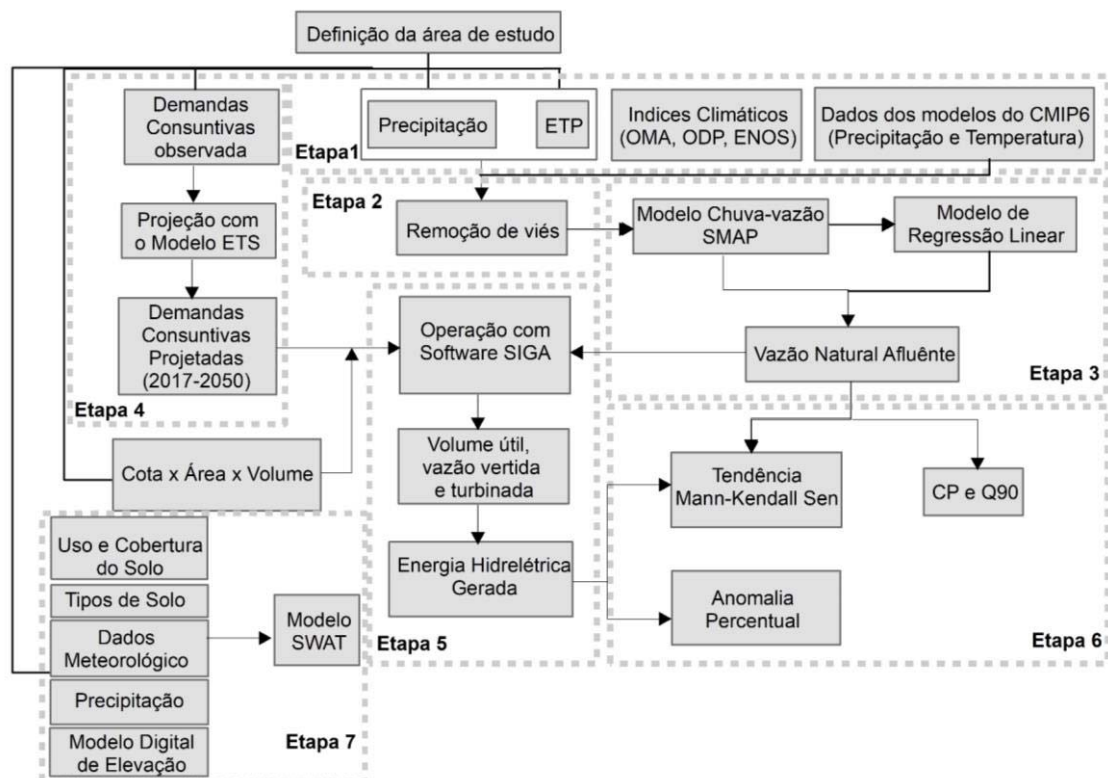 Definição da área de estudo
Demandas
Consuntivas
observada
Precipitação
ETP
Indices Climáticos
(OMA, ODP, ENOS)
Dados dos modelos do CMIP6
(Precipitação e Temperatura)
Etapa1
Etapa 2
Projeção com
o Modelo ETS
Remoção de viés
Modelo Chuva-vazão
SMAP
Modelo de
Regressão Linear
Demandas
Consuntivas
Projetadas
(2017-2050)
Etapa 4
Operação com
Software SIGA
Vazão Natural Afluênte
Etapa 3
Cota x Área x Volume
Volume útil,
vazão vertida
e turbinada
Tendência
Mann-Kendall Sen
CP e Q90
Uso e Cobertura
do Solo
Tipos de Solo
Dados
Meteorológico
Precipitação
Modelo Digital
de Elevação
Modelo
SWAT
Etapa 7
Energia Hidrelétrica
Gerada
Etapa 5
Anomalia
Percentual
Etapa 6